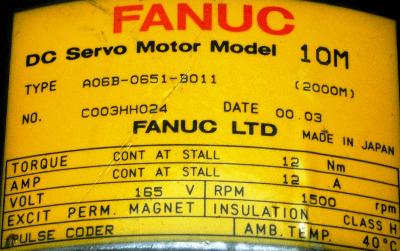 FANUC
DC Servo Motor Model 10M
TYPE A06B-0651-B011 (2000M)
NO. C003HH024 DATE 00.03
FANUC LTD MADE IN JAPAN
TORQUE CONT AT STALL 12 Nm
AMP CONT AT STALL 12 A
VOLT 165 V RPM 1500 rpm
EXCIT PERM. MAGNET INSULATION CLASS H
PULSE CODER AMB.TEMP. 40°C